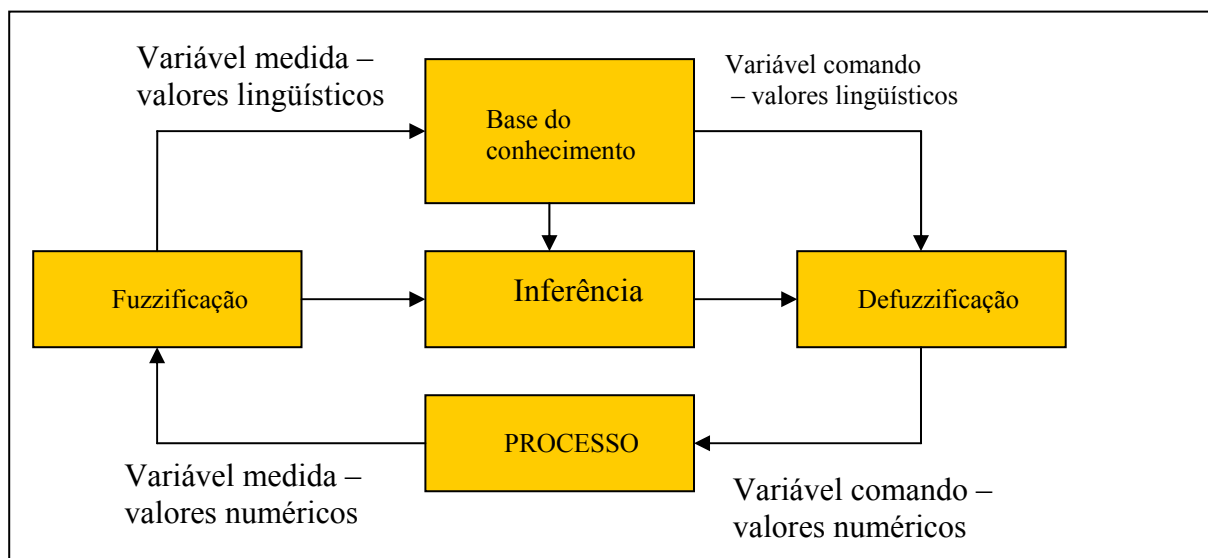 Variável medida –
valores lingüísticos
Variável comando
– valores lingüísticos
Base do
conhecimento
Fuzzificação
Inferência
Defuzzificação
PROCESSO
Variável medida –
valores numéricos
Variável comando –
valores numéricos